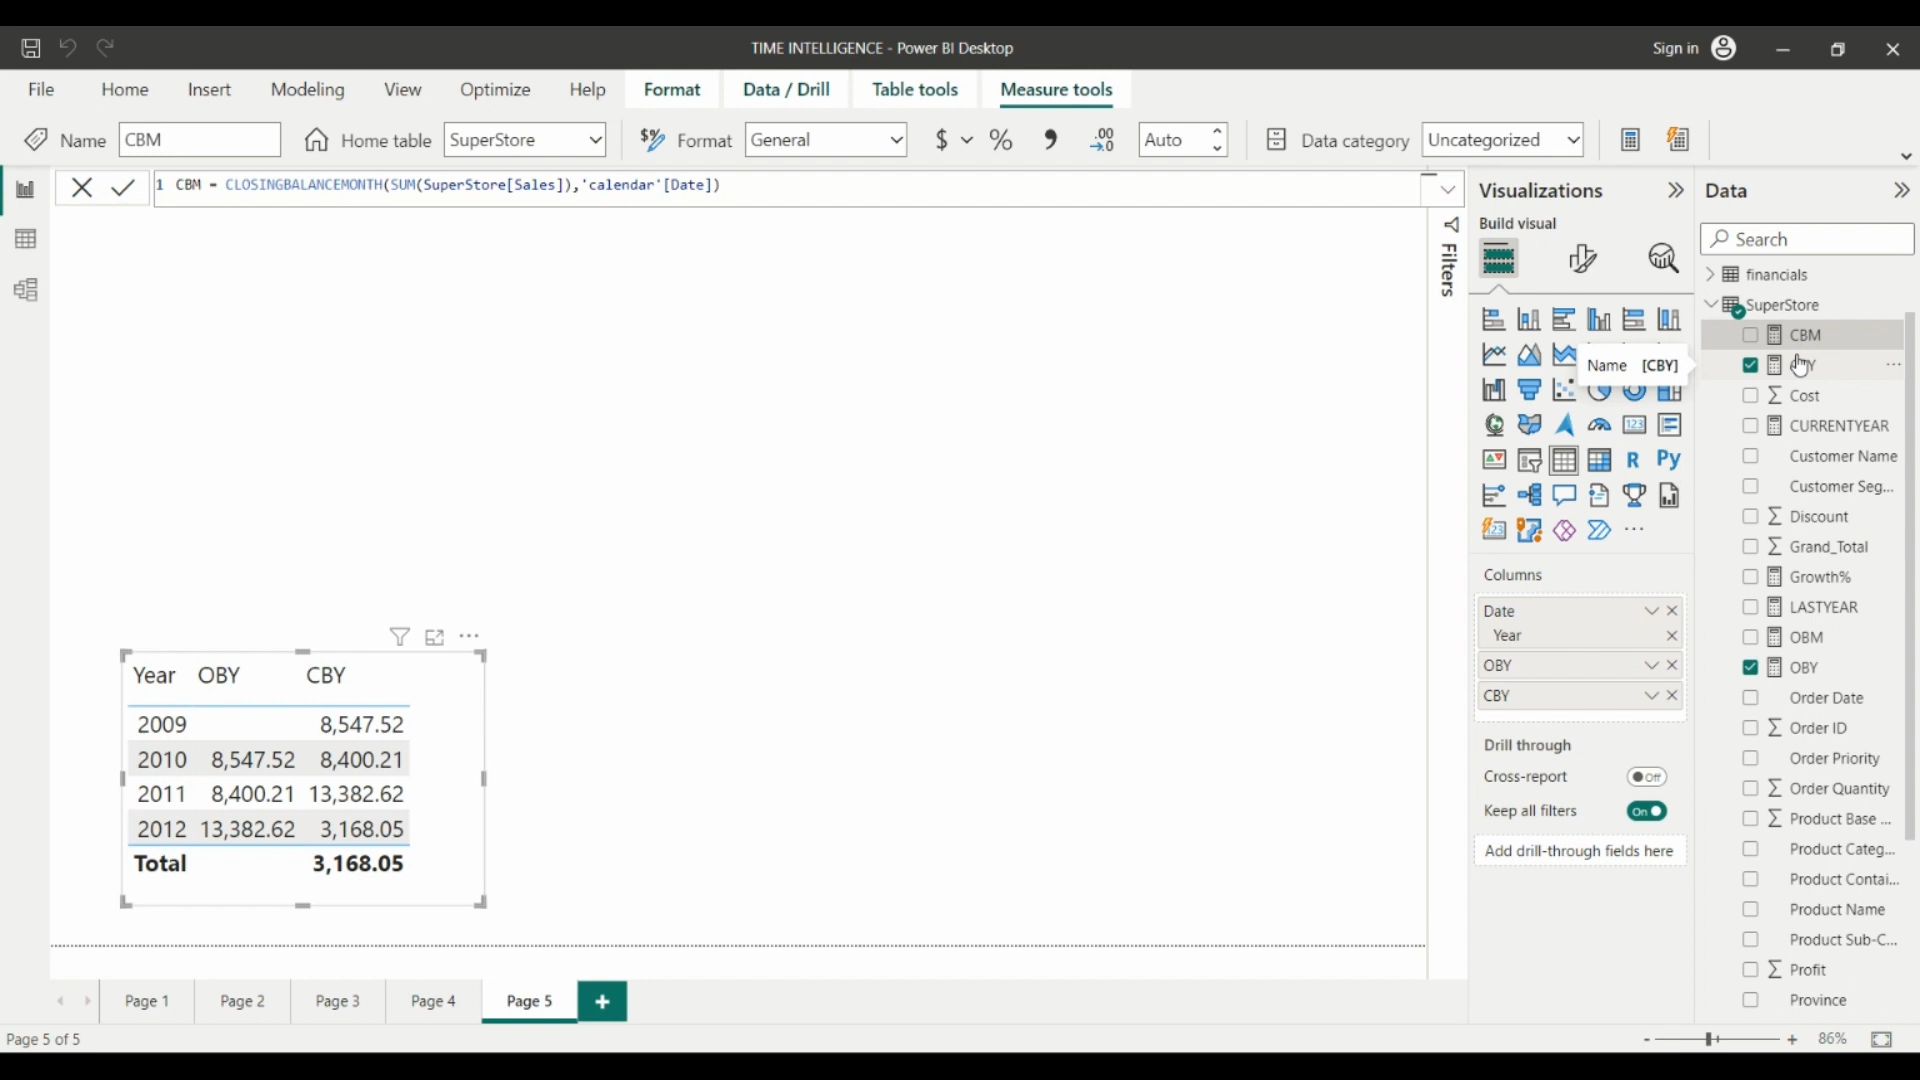 TIME INTELLIGENCE - Power BI Desktop
Sign in
File Home Insert Modeling View Optimize Help Format Data / Drill Table tools Measure tools
Name CBM Home table SuperStore Format General $ % Auto Data category Uncategorized
1 CBM = CLOSINGBALANCEMONTH(SUM(SuperStore[Sales]),'calendar'[Date])
Filters
Visualizations
Build visual
Name [CBY]
123
R Py
Columns
Date
Year
OBY
CBY
Drill through
Cross-report Off
Keep all filters On
Add drill-through fields here
Data
Search
financials
SuperStore
CBM
Cost
CURRENTYEAR
Customer Name
Customer Seg...
Discount
Grand_Total
Growth%
LASTYEAR
OBM
OBY
Order Date
Order ID
Order Priority
Order Quantity
Product Base ...
Product Categ...
Product Contai...
Product Name
Product Sub-C...
Profit
Province
Year OBY CBY
2009 8,547.52
2010 8,547.52 8,400.21
2011 8,400.21 13,382.62
2012 13,382.62 3,168.05
Total 3,168.05
Page 1 Page 2 Page 3 Page 4 Page 5 +
Page 5 of 5
- + 86%